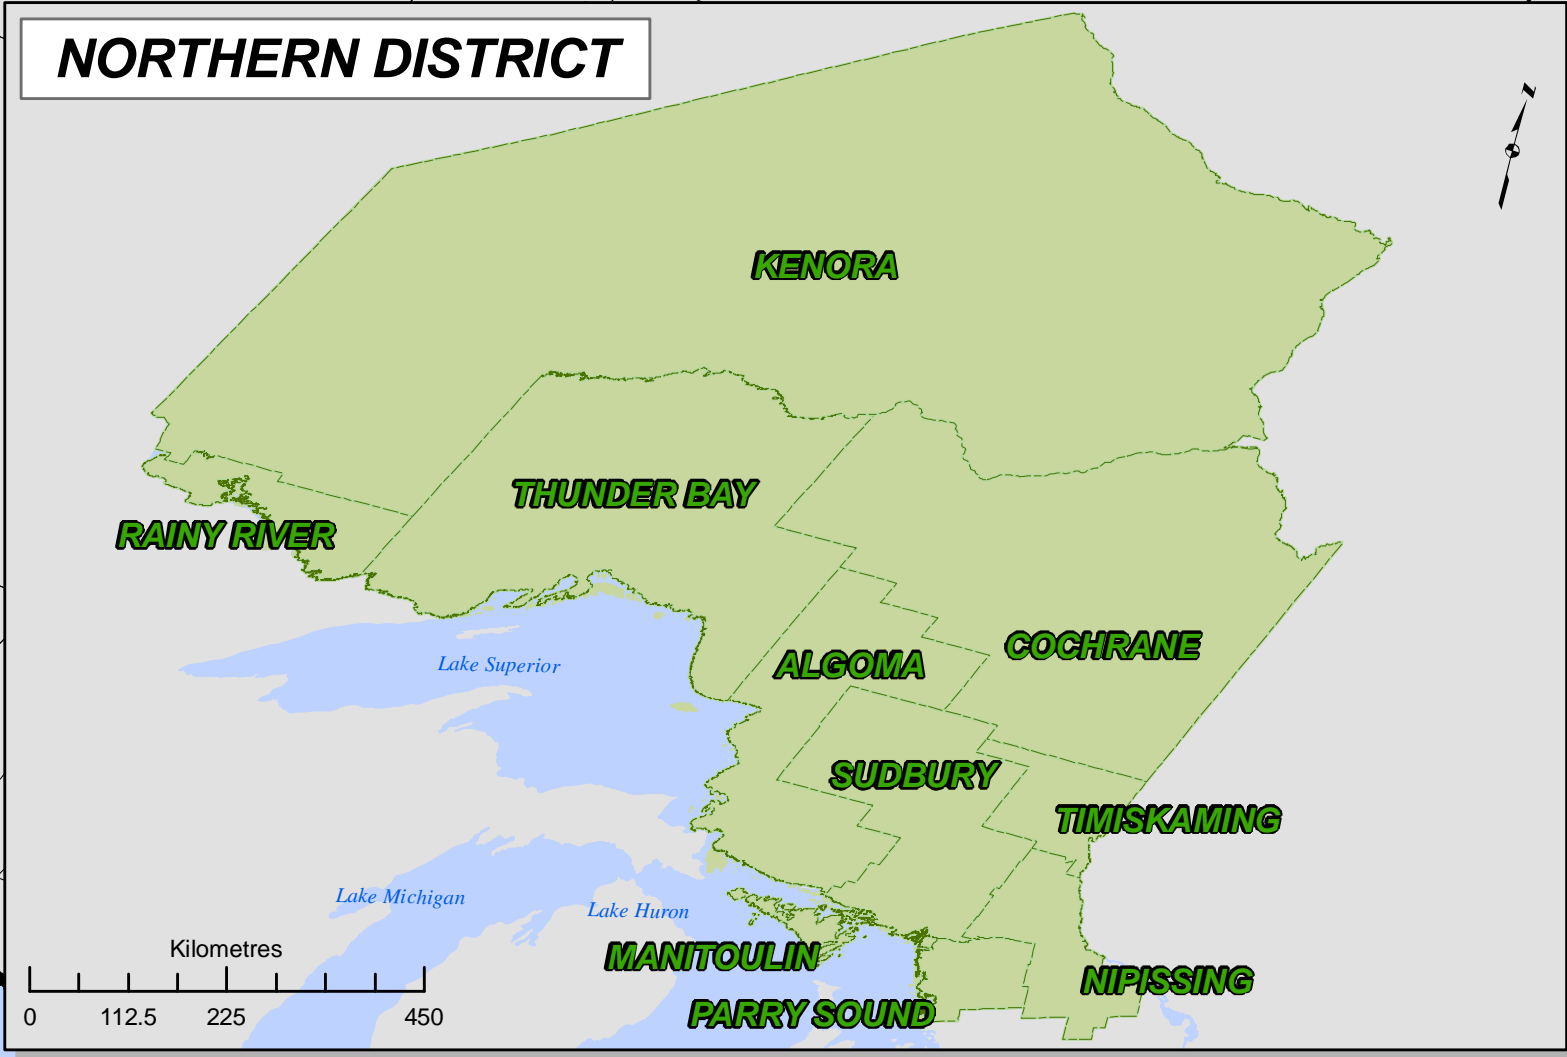 NORTHERN DISTRICT
N
KENORA
THUNDER BAY
RAINY RIVER
COCHRANE
Lake Superior
ALGOMA
SUDBURY
TIMISKAMING
Lake Michigan
Lake Huron
MANITOULIN
NIPISSING
PARRY SOUND
Kilometres
0 112.5 225 450